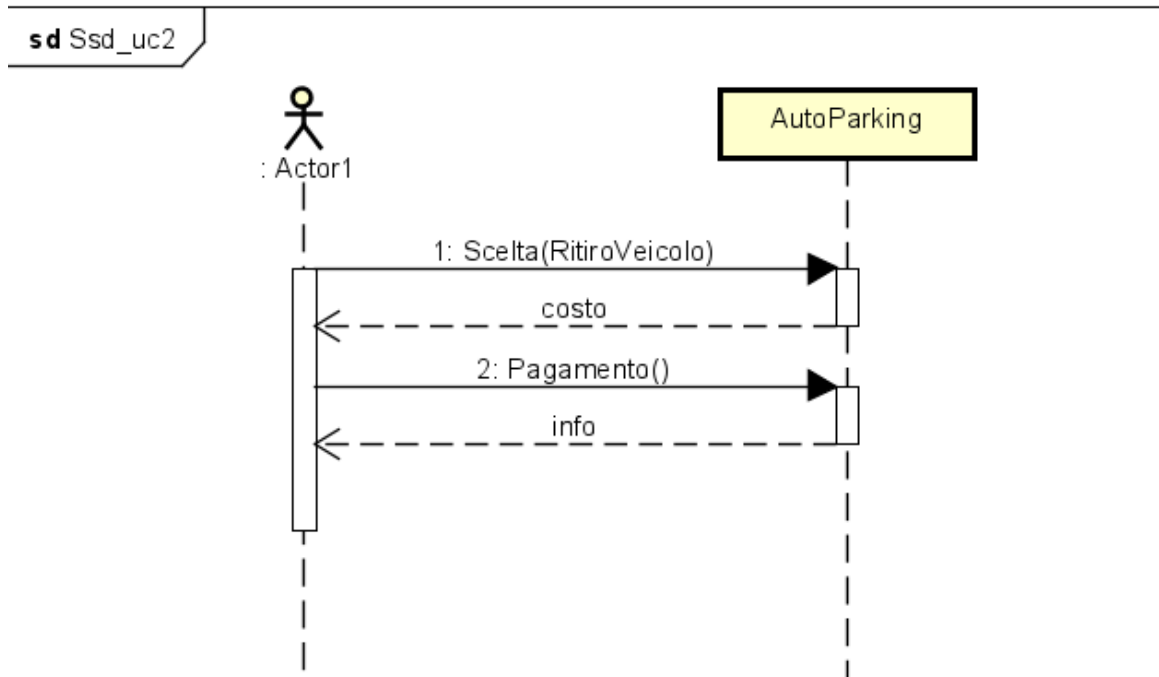 sd Ssd_uc2
AutoParking
: Actor1
1: Scelta(RitiroVeicolo)
costo
2: Pagamento()
info